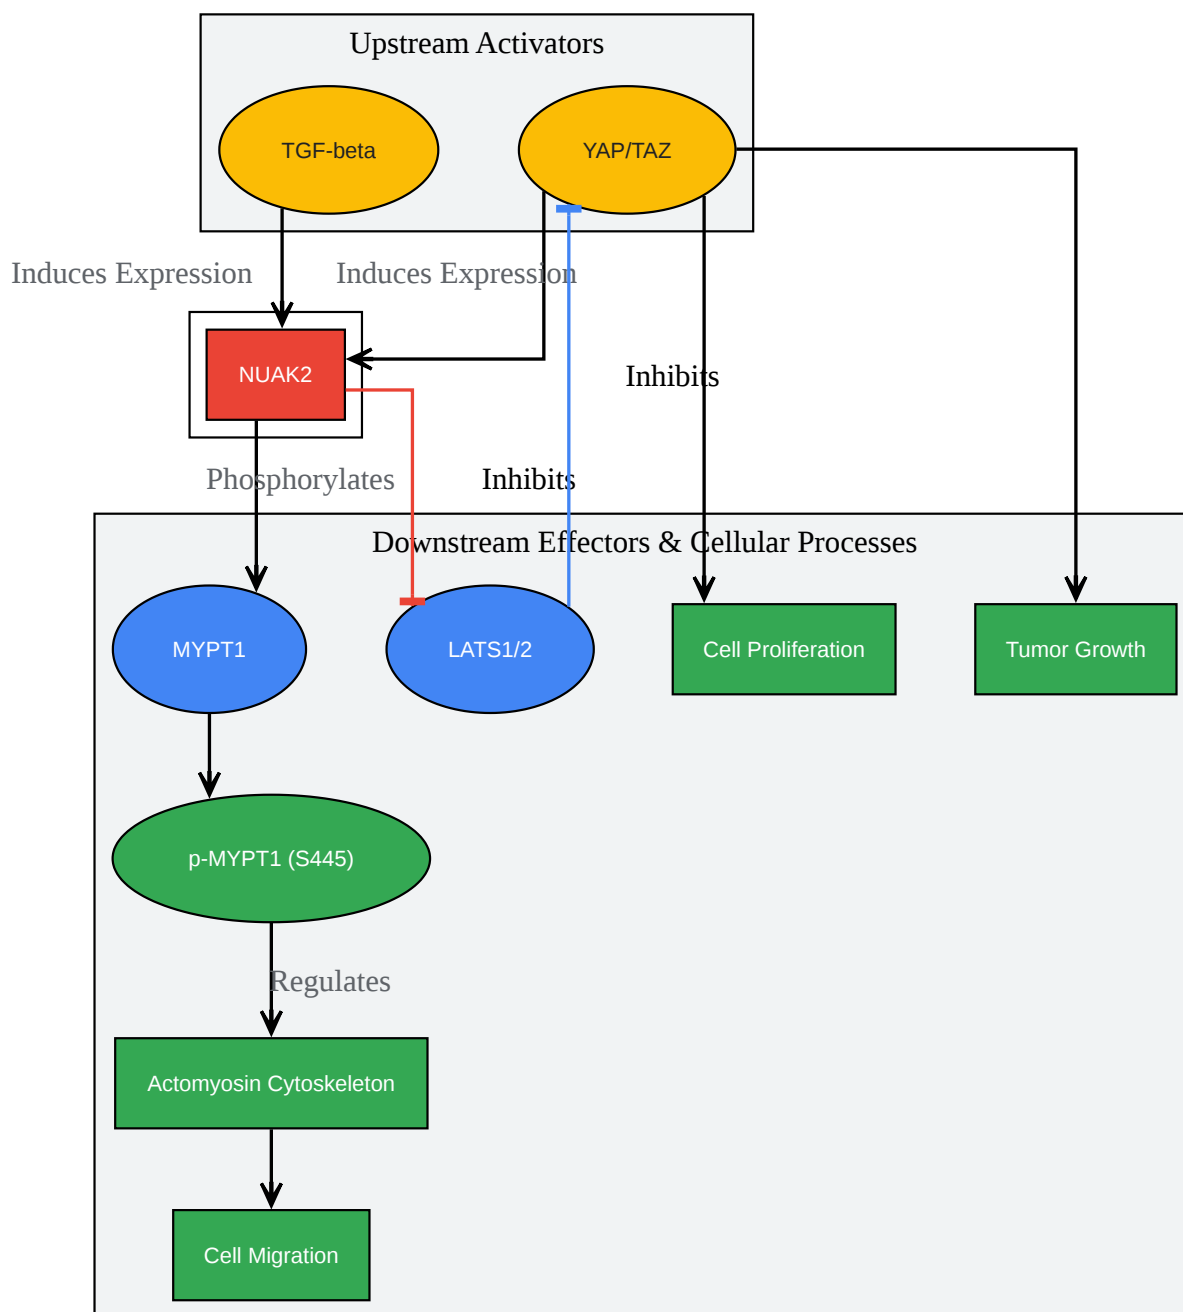 Upstream Activators
TGF-beta
YAP/TAZ
Induces Expression
Induces Expression
NUAK2
Inhibits
Phosphorylates
Inhibits
Downstream Effectors & Cellular Processes
MYPT1
LATS1/2
Cell Proliferation
Tumor Growth
p-MYPT1 (S445)
Regulates
Actomyosin Cytoskeleton
Cell Migration